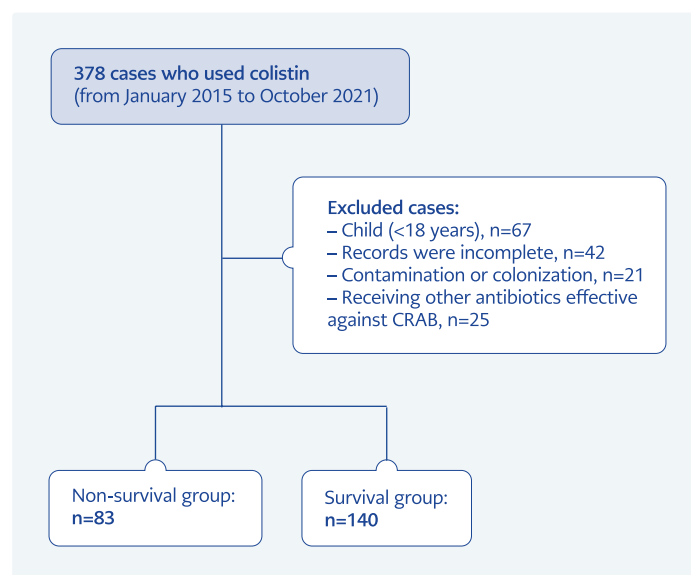 378 cases who used colistin
(from January 2015 to October 2021)
Excluded cases:
– Child (<18 years), n=67
– Records were incomplete, n=42
– Contamination or colonization, n=21
– Receiving other antibiotics effective
against CRAB, n=25
Non-survival group:
n=83
Survival group:
n=140